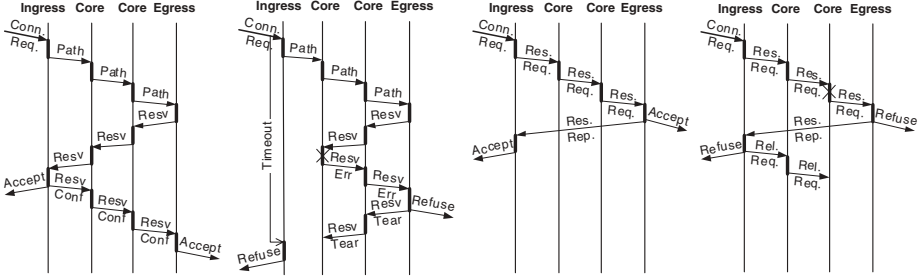 Ingress Core Core Egress
Conn.
Req.
Path
Path
Path
Resv
Resv
Resv
Accept
Resv
Conf
Resv
Conf
Resv
Conf
Accept
Ingress Core Core Egress
Conn.
Req.
Path
Path
Path
Timeout
Resv
Resv
Resv
Err
Resv
Err
Resv
Tear
Refuse
Resv
Tear
Refuse
Ingress Core Core Egress
Conn.
Req.
Res.
Req.
Res.
Req.
Res.
Req.
Accept
Res.
Rep.
Accept
Ingress Core Core Egress
Conn.
Req.
Res.
Req.
Res.
Req.
Res.
Req.
Refuse
Res.
Rep.
Refuse
Rel.
Req.
Rel.
Req.